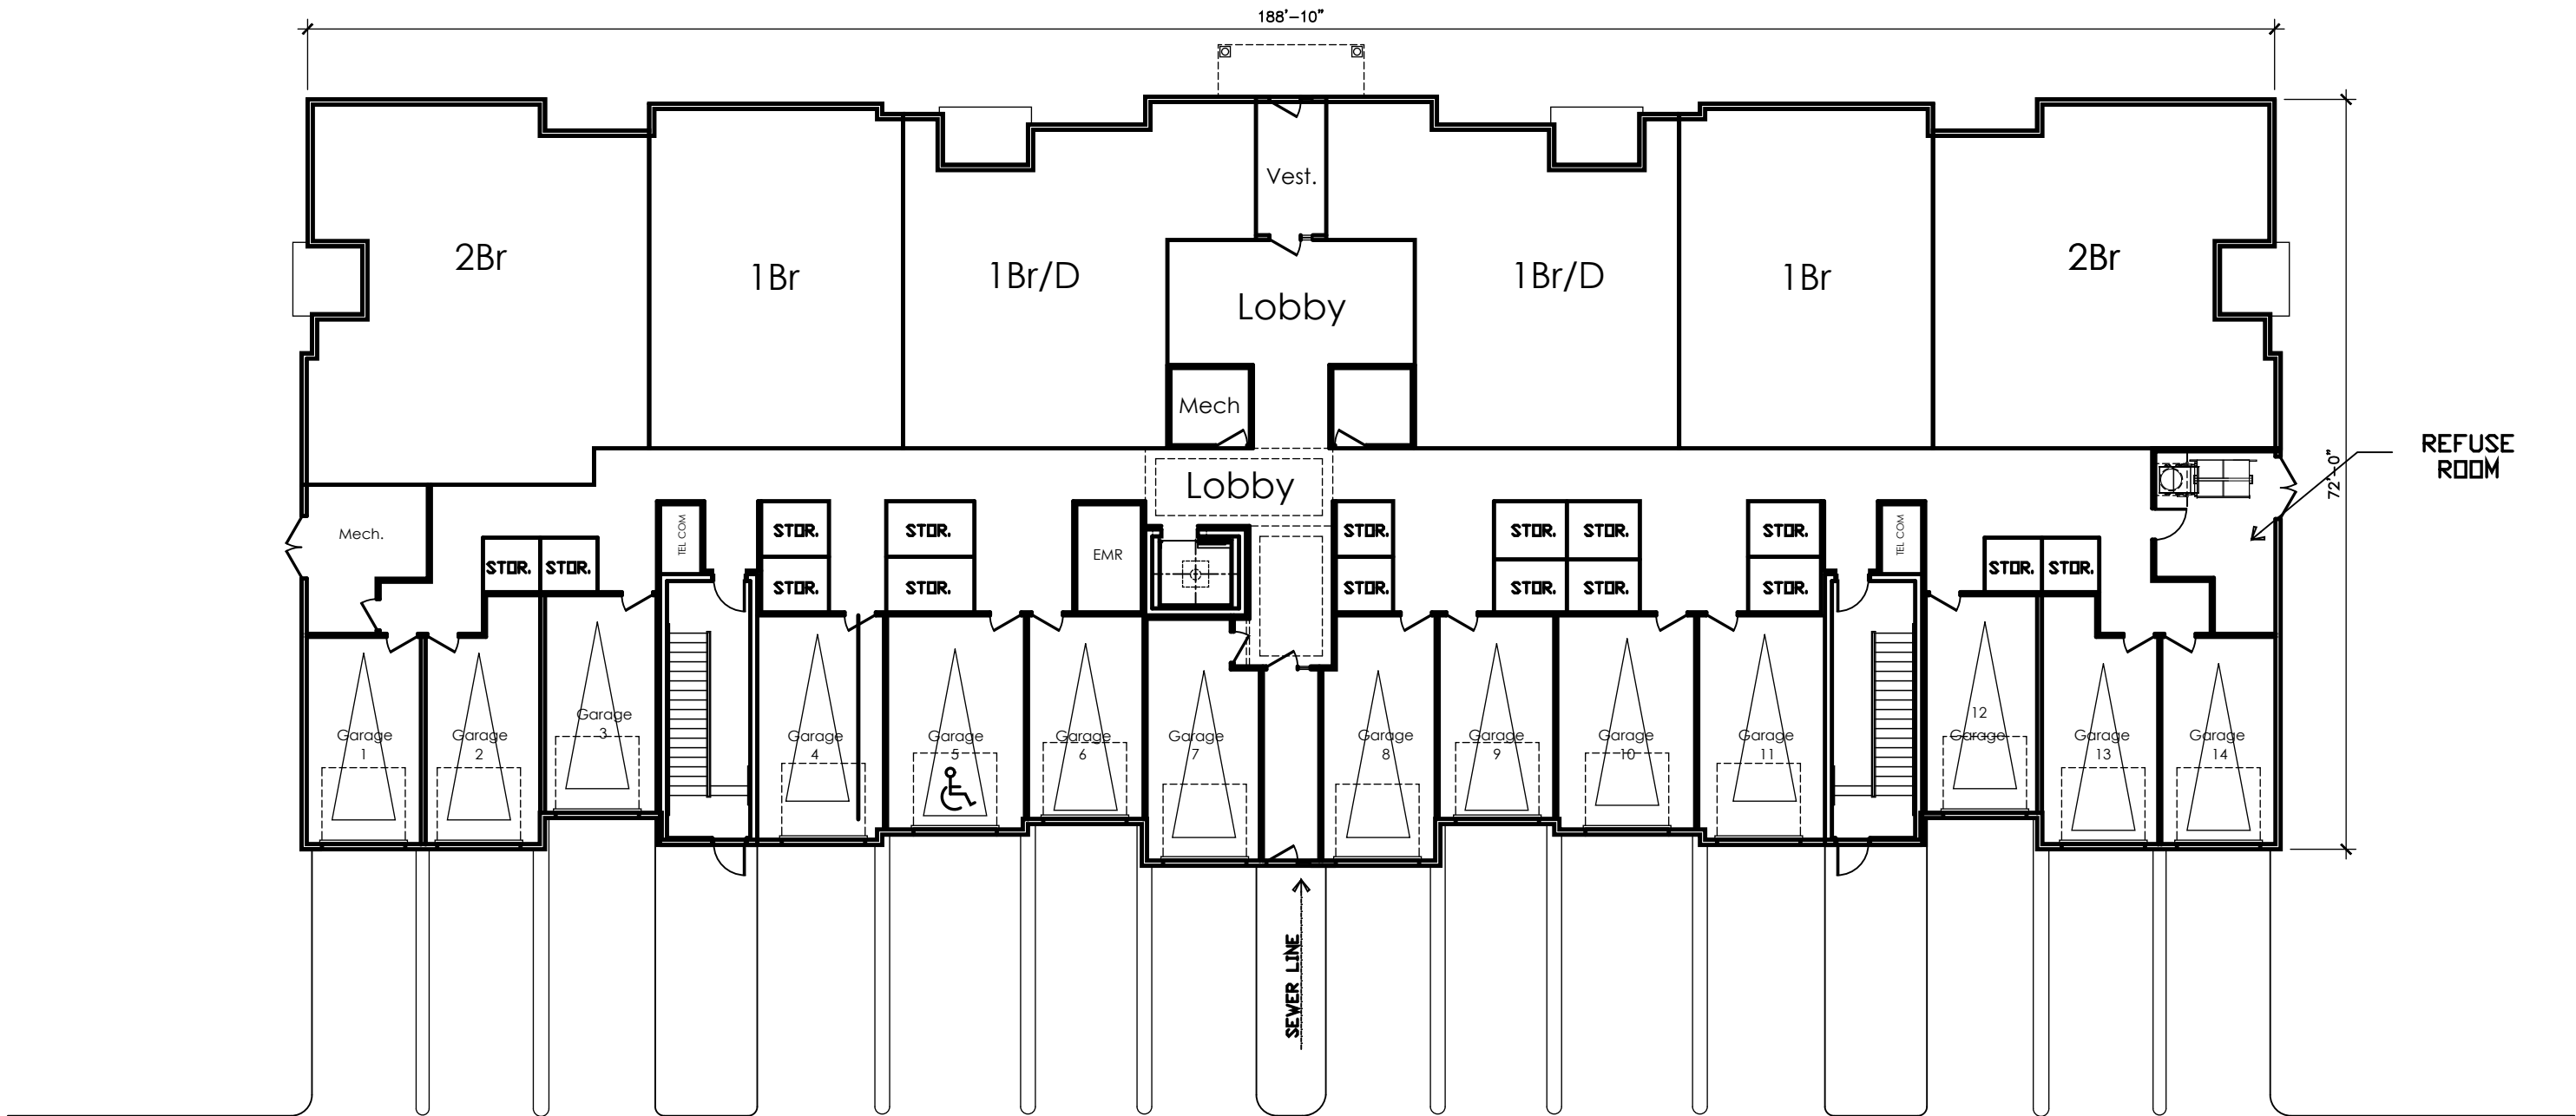 188'-10"
Vest.
2Br
1Br
1Br/D
Lobby
1Br/D
1Br
2Br
Mech
REFUSE
ROOM
72'-0"
Lobby
Mech.
TEL COM
STOR.
STOR.
EMR
STOR.
STOR.
STOR.
STOR.
TEL COM
STOR.
STOR.
STOR.
STOR.
STOR.
STOR.
STOR.
STOR.
STOR.
STOR.
Garage
1
Garage
2
Garage
3
Garage
4
Garage
5
Garage
6
Garage
7
Garage
8
Garage
9
Garage
10
Garage
11
12
Garage
Garage
13
Garage
14
SEWER LINE